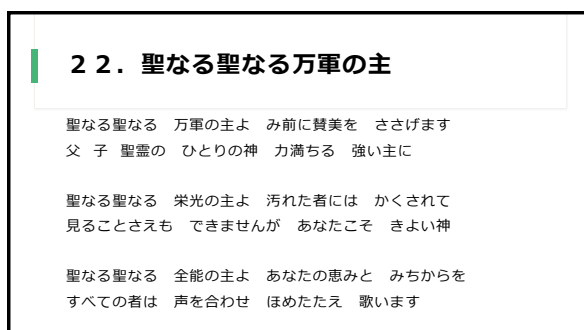 ２２．聖なる聖なる万軍の主
聖なる聖なる　万軍の主よ　み前に賛美を　ささげます
父　子　聖霊の　ひとりの神　力満ちる　強い主に
聖なる聖なる　栄光の主よ　汚れた者には　かくされて
見ることさえも　できませんが　あなたこそ　きよい神
聖なる聖なる　全能の主よ　あなたの恵みと　みちからを
すべての者は　声を合わせ　ほめたたえ　歌います